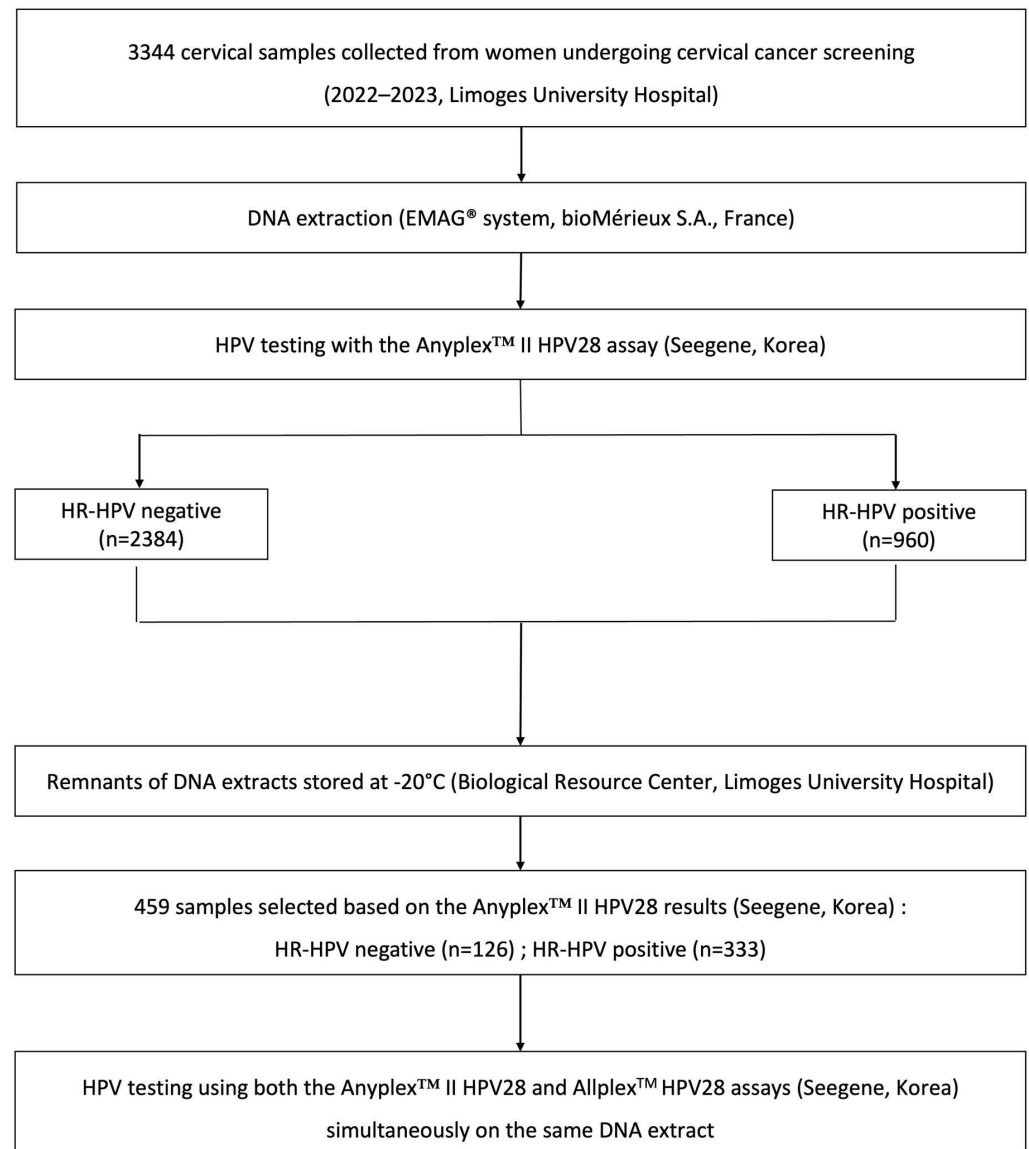 3344 cervical samples collected from women undergoing cervical cancer screening
(2022–2023, Limoges University Hospital)
DNA extraction (EMAG® system, bioMérieux S.A., France)
HPV testing with the Anyplex™ II HPV28 assay (Seegene, Korea)
HR-HPV negative
(n=2384)
HR-HPV positive
(n=960)
Remnants of DNA extracts stored at -20°C (Biological Resource Center, Limoges University Hospital)
459 samples selected based on the Anyplex™ II HPV28 results (Seegene, Korea) :
HR-HPV negative (n=126) ; HR-HPV positive (n=333)
HPV testing using both the Anyplex™ II HPV28 and Allplex™ HPV28 assays (Seegene, Korea)
simultaneously on the same DNA extract